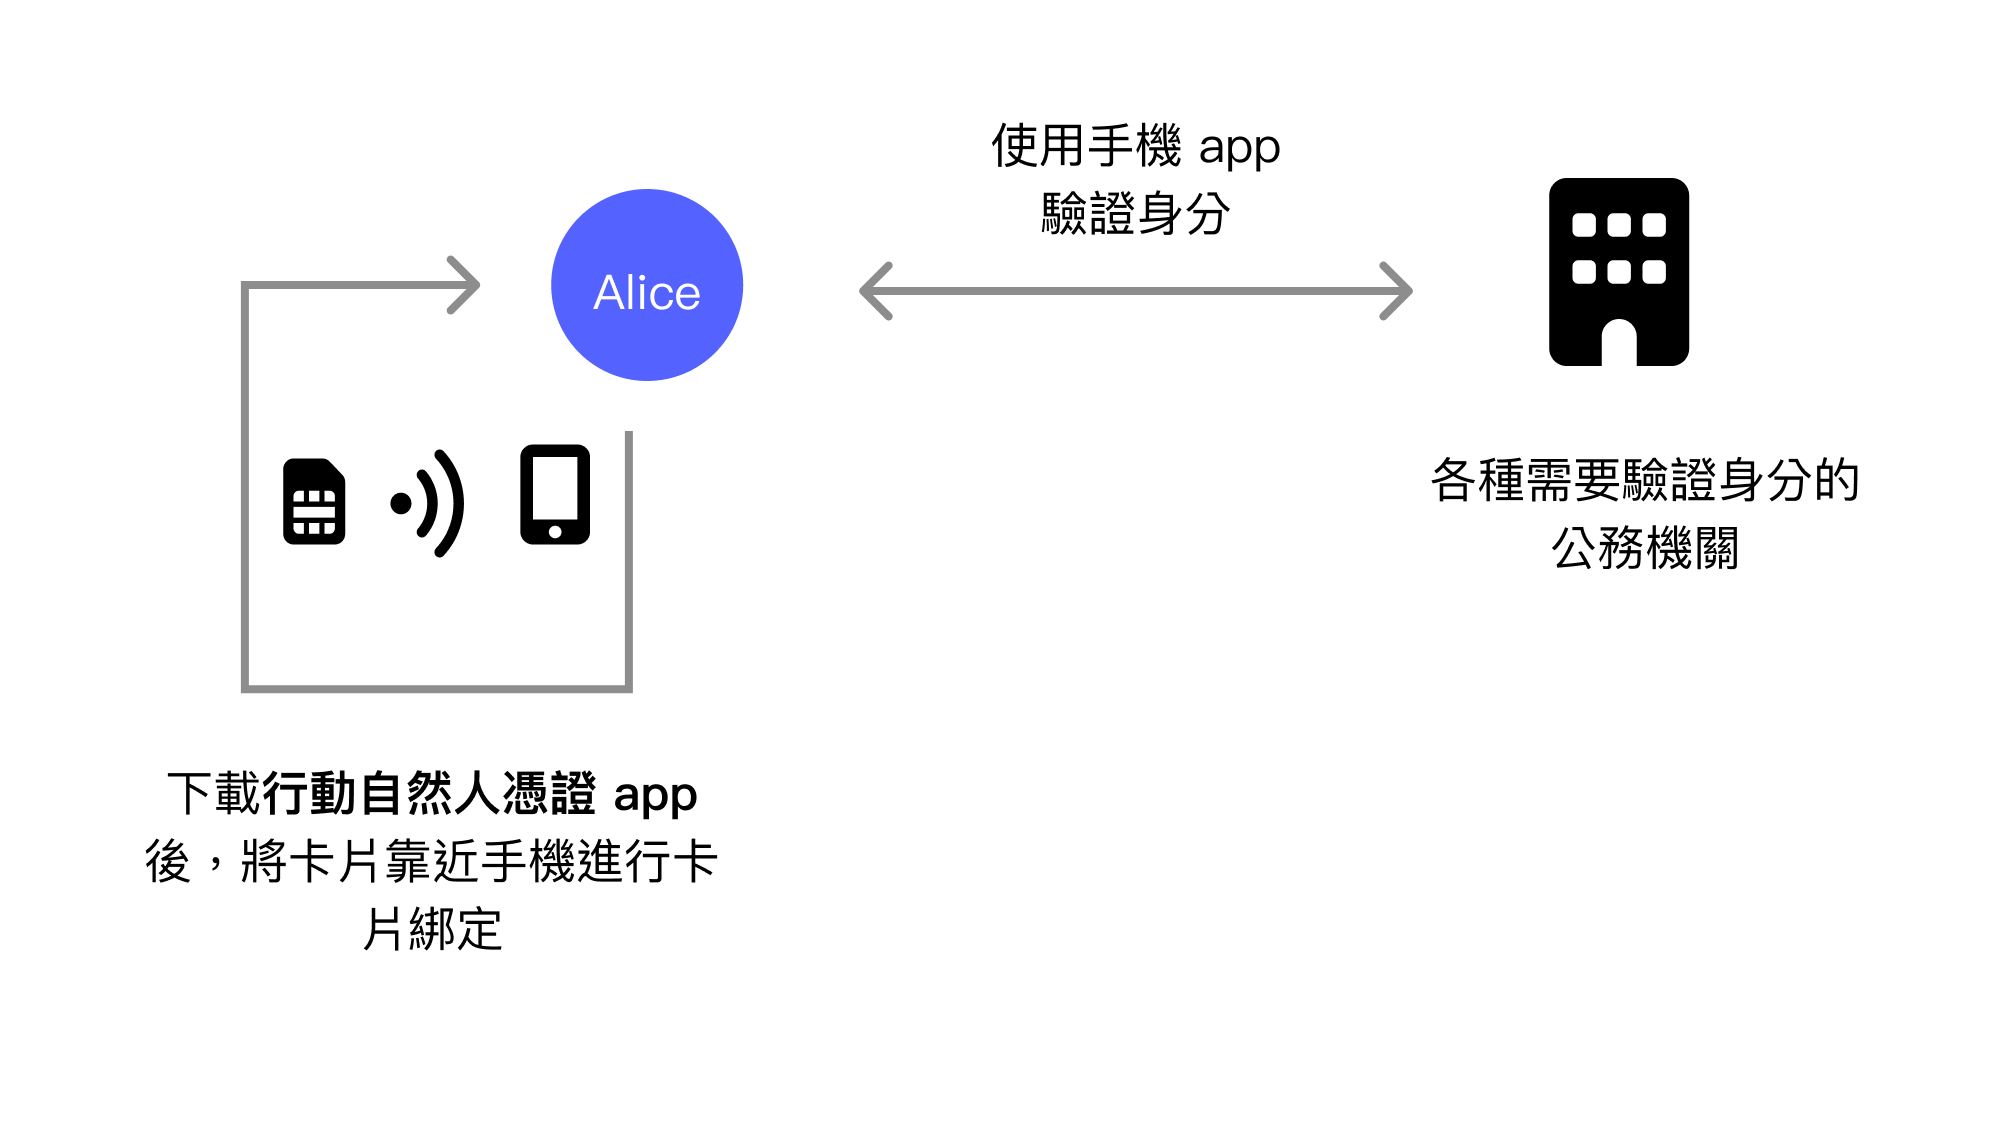 使用手機 app
驗證身分
Alice
各種需要驗證身分的
公務機關
下載行動自然人憑證 app
後，將卡片靠近手機進行卡
片綁定